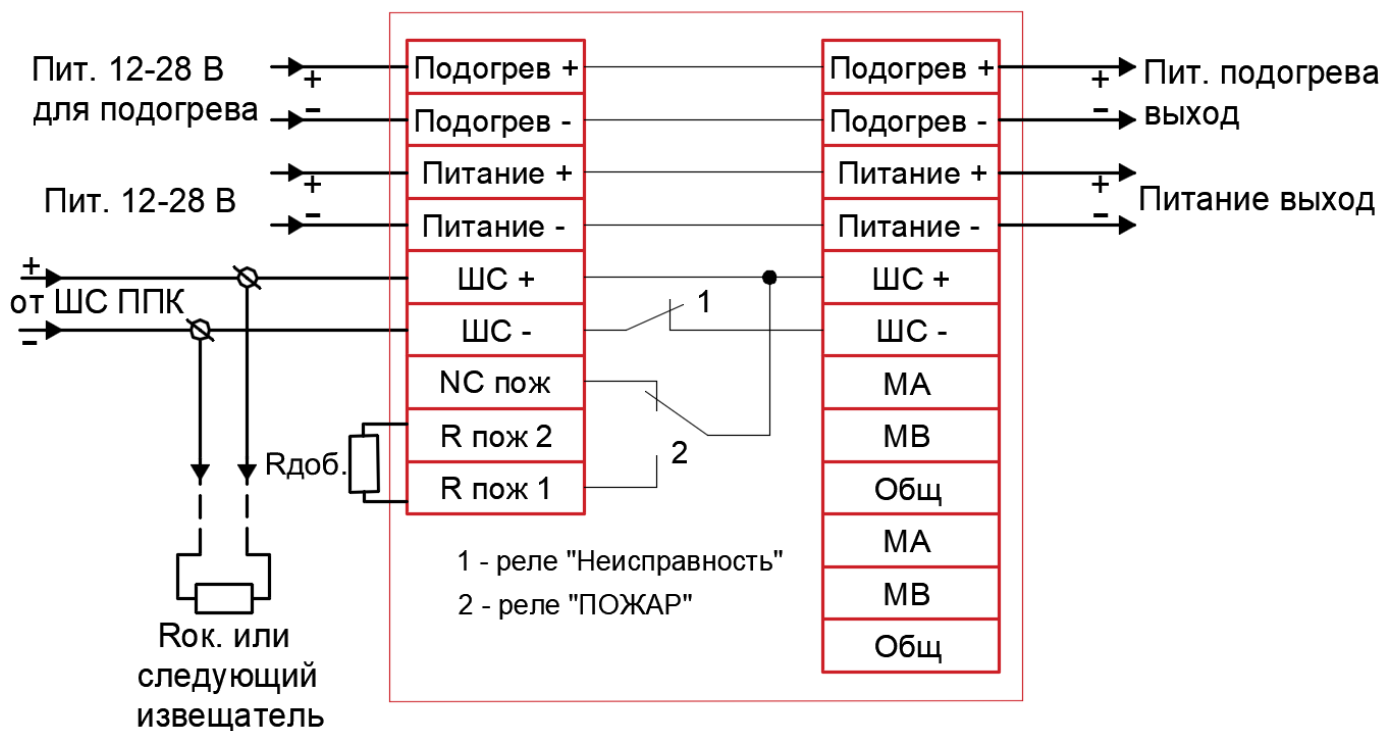 Пит. 12-28 В
для подогрева
+
-
Пит. 12-28 В
+
-
+
от ШС ППК
-
Rдоб.
Rок. или
следующий
извещатель
Подогрев +
Подогрев -
Питание +
Питание -
ШС +
ШС -
NC пож
R пож 2
R пож 1
1
2
1 - реле "Неисправность"
2 - реле "ПОЖАР"
Подогрев +
Подогрев -
Питание +
Питание -
ШС +
ШС -
МА
МВ
Общ
МА
МВ
Общ
+
-
Пит. подогрева
выход
+
-
Питание выход